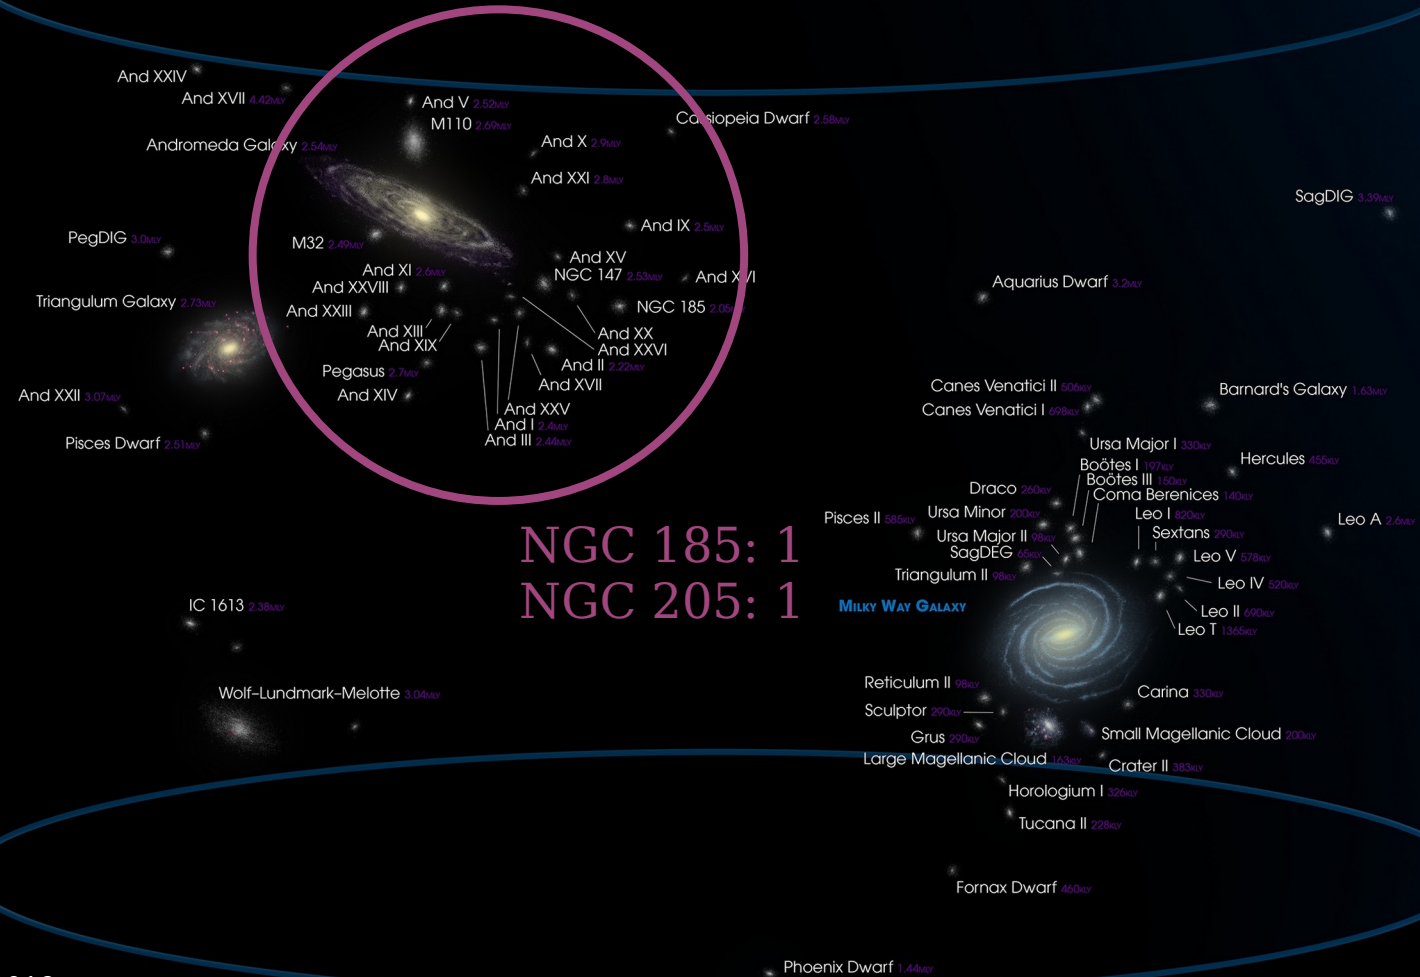 And XXIV
And XVII 4.42MLY
And V 2.52MLY
M110 2.69MLY
Cassiopeia Dwarf 2.58MLY
Andromeda Galaxy 2.54MLY
And X 2.9MLY
And XXI 2.8MLY
SagDIG 3.39MLY
And IX 2.5MLY
PegDIG 3.0MLY
M32 2.49MLY
And XV
And XI 2.6MLY
NGC 147 2.53MLY
And XVI
Aquarius Dwarf 3.2MLY
And XXVIII
Triangulum Galaxy 2.73MLY
And XXIII
NGC 185 2.05MLY
And XIII
And XX
And XIX
And XXVI
And II 2.22MLY
Pegasus 2.7MLY
And XVII
Canes Venatici II 506KLY
Barnard's Galaxy 1.63MLY
And XXII 3.07MLY
And XIV
And XXV
Canes Venatici I 698KLY
And I 2.4MLY
And III 2.44MLY
Pisces Dwarf 2.51MLY
Ursa Major I 330KLY
Hercules 455KLY
Boötes I 197KLY
Boötes III 150KLY
Draco 260KLY
Coma Berenices 140KLY
Ursa Minor 200KLY
Leo I 820KLY
Pisces II 585KLY
Leo A 2.6MLY
Sextans 290KLY
Ursa Major II 98KLY
SagDEG 65KLY
Leo V 578KLY
NGC 185: 1
Triangulum II 98KLY
Leo IV 520KLY
NGC 205: 1
Milky Way Galaxy
IC 1613 2.38MLY
Leo II 690KLY
Leo T 1365KLY
Reticulum II 98KLY
Wolf–Lundmark–Melotte 3.04MLY
Carina 330KLY
Sculptor 290KLY
Grus 290KLY
Small Magellanic Cloud 200KLY
Large Magellanic Cloud 163KLY
Crater II 383KLY
Horologium I 326KLY
Tucana II 228KLY
Fornax Dwarf 460KLY
Phoenix Dwarf 1.44MLY